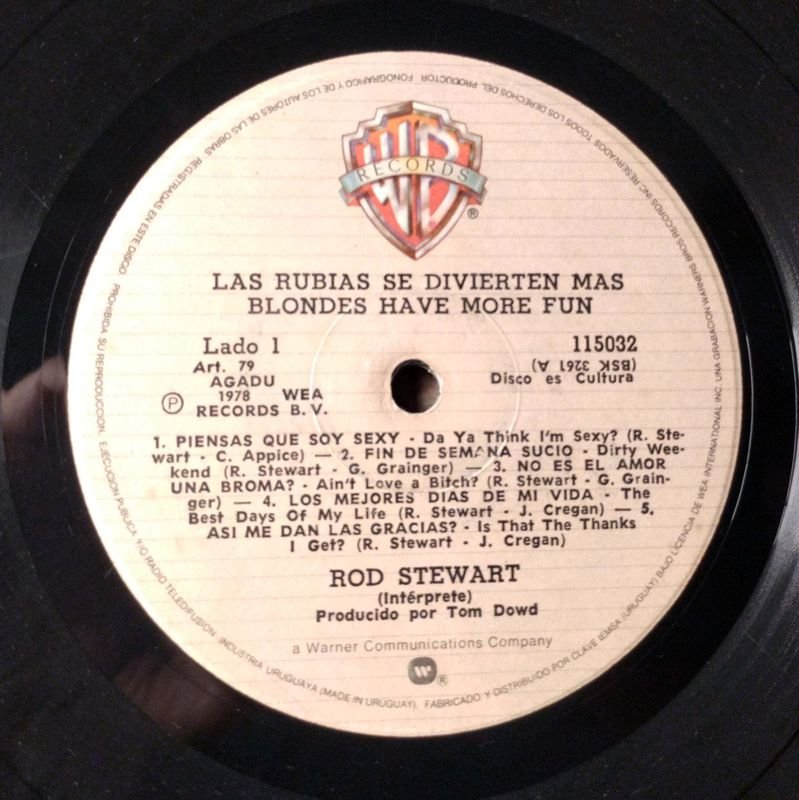 WB
RECORDS
®
LAS RUBIAS SE DIVIERTEN MAS
BLONDES HAVE MORE FUN
Lado 1
Art. 79
AGADU
Ⓟ 1978 WEA
RECORDS B. V.
115032
(BSK 3261 A)
Disco es Cultura
1. PIENSAS QUE SOY SEXY - Da Ya Think I'm Sexy? (R. Ste-
wart - C. Appice) — 2. FIN DE SEMANA SUCIO - Dirty Wee-
kend (R. Stewart - G. Grainger) — 3. NO ES EL AMOR
UNA BROMA? - Ain't Love a Bitch? (R. Stewart - G. Grain-
ger) — 4. LOS MEJORES DIAS DE MI VIDA - The
Best Days Of My Life (R. Stewart - J. Cregan) — 5.
ASI ME DAN LAS GRACIAS? - Is That The Thanks
I Get? (R. Stewart - J. Cregan)
ROD STEWART
(Intérprete)
Producido por Tom Dowd
a Warner Communications Company
®
INDUSTRIA URUGUAYA (MADE IN URUGUAY). FABRICADO Y DISTRIBUIDO POR CLAVE IEMSA (URUGUAY) BAJO LICENCIA DE WEA INTERNATIONAL INC. UNA GRABACION WARNERS BROS RECORDS INC RESERVADOS TODOS LOS DERECHOS DEL PRODUCTOR FONOGRAFICO Y DE LOS AUTORES DE LAS OBRAS REGISTRADAS EN ESTE DISCO PROHIBIDA SU REPRODUCCION, EJECUCION PUBLICA Y/O RADIO TELEDIFUSION